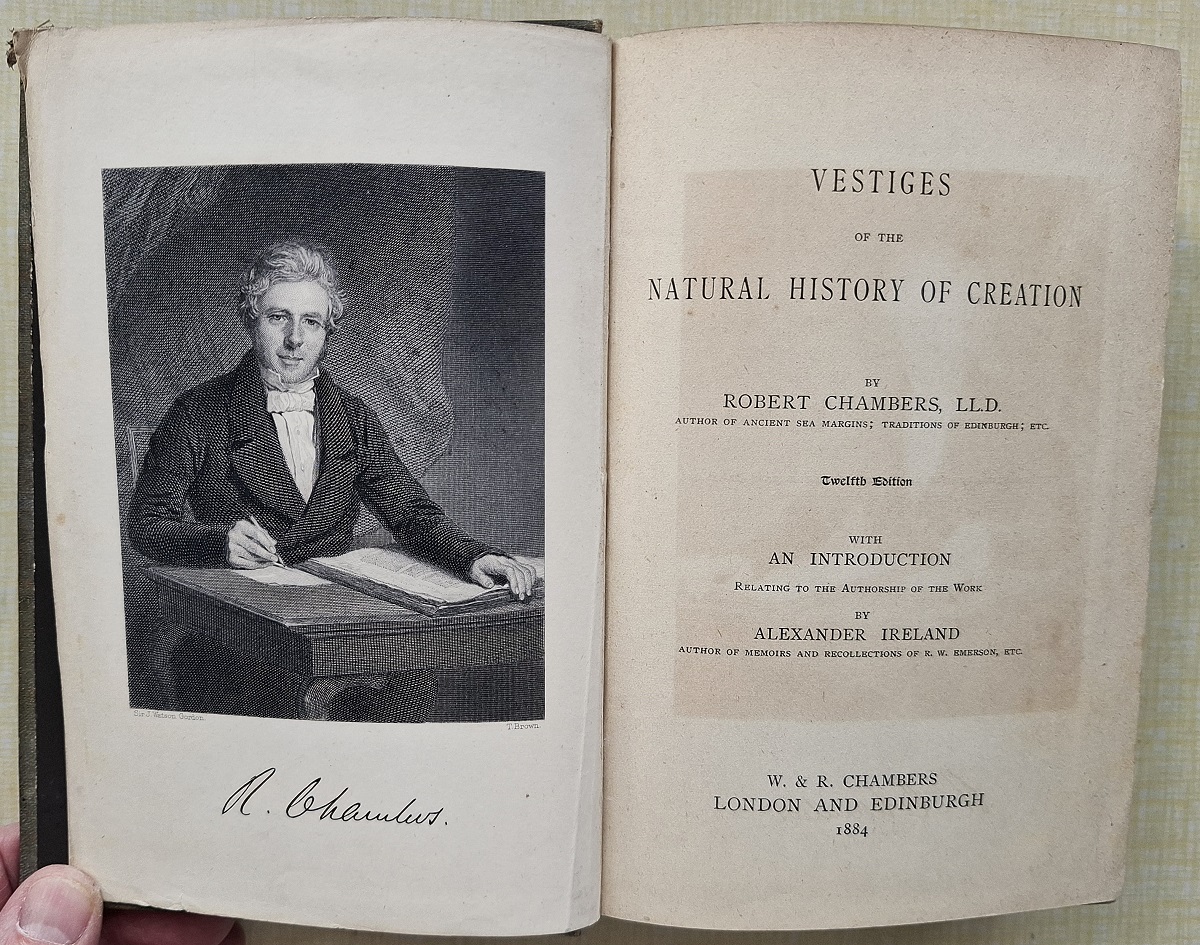 Sir J. Watson Gordon.
T. Brown.
R. Chambers.
VESTIGES
OF THE
NATURAL HISTORY OF CREATION
BY
ROBERT CHAMBERS, LL.D.
AUTHOR OF ANCIENT SEA MARGINS; TRADITIONS OF EDINBURGH; ETC.
Twelfth Edition
WITH
AN INTRODUCTION
RELATING TO THE AUTHORSHIP OF THE WORK
BY
ALEXANDER IRELAND
AUTHOR OF MEMOIRS AND RECOLLECTIONS OF R. W. EMERSON, ETC.
W. & R. CHAMBERS
LONDON AND EDINBURGH
1884